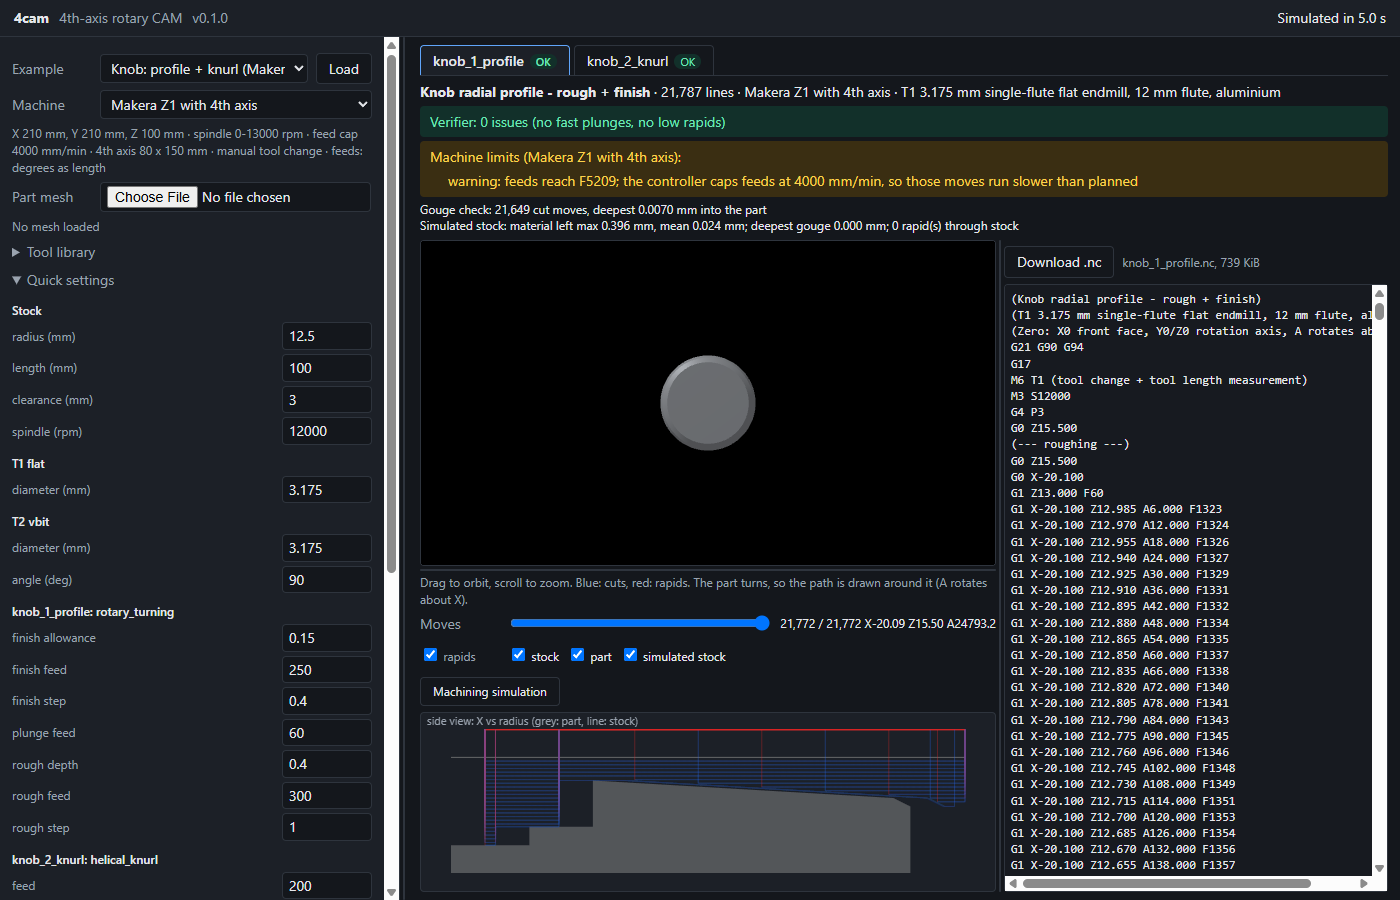 4cam 4th-axis rotary CAM v0.1.0
Simulated in 5.0 s
Example
Knob: profile + knurl (Maker
Load
Machine
Makera Z1 with 4th axis
X 210 mm, Y 210 mm, Z 100 mm · spindle 0-13000 rpm · feed cap
4000 mm/min · 4th axis 80 x 150 mm · manual tool change · feeds:
degrees as length
Part mesh
Choose File No file chosen
No mesh loaded
Tool library
Quick settings
Stock
radius (mm) 12.5
length (mm) 100
clearance (mm) 3
spindle (rpm) 12000
T1 flat
diameter (mm) 3.175
T2 vbit
diameter (mm) 3.175
angle (deg) 90
knob_1_profile: rotary_turning
finish allowance 0.15
finish feed 250
finish step 0.4
plunge feed 60
rough depth 0.4
rough feed 300
rough step 1
knob_2_knurl: helical_knurl
feed 200
knob_1_profile OK
knob_2_knurl OK
Knob radial profile - rough + finish · 21,787 lines · Makera Z1 with 4th axis · T1 3.175 mm single-flute flat endmill, 12 mm flute, aluminium
Verifier: 0 issues (no fast plunges, no low rapids)
Machine limits (Makera Z1 with 4th axis):
warning: feeds reach F5209; the controller caps feeds at 4000 mm/min, so those moves run slower than planned
Gouge check: 21,649 cut moves, deepest 0.0070 mm into the part
Simulated stock: material left max 0.396 mm, mean 0.024 mm; deepest gouge 0.000 mm; 0 rapid(s) through stock
Drag to orbit, scroll to zoom. Blue: cuts, red: rapids. The part turns, so the path is drawn around it (A rotates
about X).
Moves
21,772 / 21,772 X-20.09 Z15.50 A24793.2
rapids
stock
part
simulated stock
Machining simulation
side view: X vs radius (grey: part, line: stock)
Download .nc
knob_1_profile.nc, 739 KiB
(Knob radial profile - rough + finish)
(T1 3.175 mm single-flute flat endmill, 12 mm flute, al
(Zero: X0 front face, Y0/Z0 rotation axis, A rotates ab
G21 G90 G94
G17
M6 T1 (tool change + tool length measurement)
M3 S12000
G4 P3
G0 Z15.500
(--- roughing ---)
G0 Z15.500
G0 X-20.100
G1 Z13.000 F60
G1 X-20.100 Z12.985 A6.000 F1323
G1 X-20.100 Z12.970 A12.000 F1324
G1 X-20.100 Z12.955 A18.000 F1326
G1 X-20.100 Z12.940 A24.000 F1327
G1 X-20.100 Z12.925 A30.000 F1329
G1 X-20.100 Z12.910 A36.000 F1331
G1 X-20.100 Z12.895 A42.000 F1332
G1 X-20.100 Z12.880 A48.000 F1334
G1 X-20.100 Z12.865 A54.000 F1335
G1 X-20.100 Z12.850 A60.000 F1337
G1 X-20.100 Z12.835 A66.000 F1338
G1 X-20.100 Z12.820 A72.000 F1340
G1 X-20.100 Z12.805 A78.000 F1341
G1 X-20.100 Z12.790 A84.000 F1343
G1 X-20.100 Z12.775 A90.000 F1345
G1 X-20.100 Z12.760 A96.000 F1346
G1 X-20.100 Z12.745 A102.000 F1348
G1 X-20.100 Z12.730 A108.000 F1349
G1 X-20.100 Z12.715 A114.000 F1351
G1 X-20.100 Z12.700 A120.000 F1353
G1 X-20.100 Z12.685 A126.000 F1354
G1 X-20.100 Z12.670 A132.000 F1356
G1 X-20.100 Z12.655 A138.000 F1357